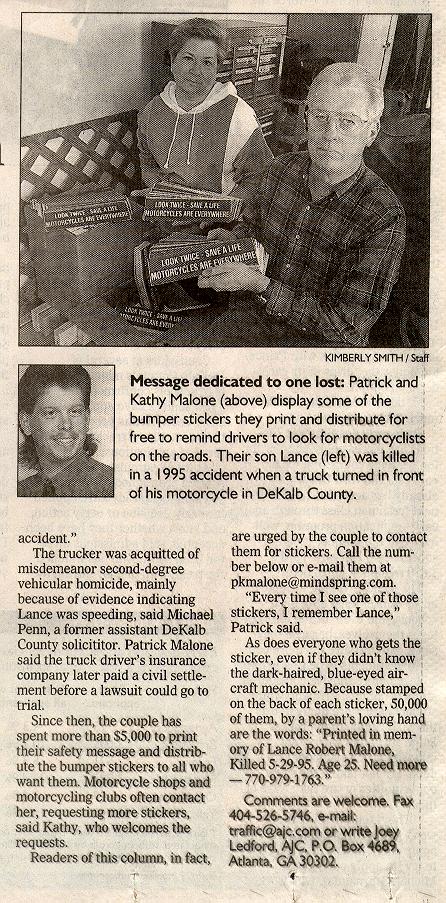 LOOK TWICE - SAVE A LIFE
MOTORCYCLES ARE EVERYWHERE
LOOK TWICE - SAVE A LIFE
MOTORCYCLES ARE EVERYWHERE
LOOK TWICE - SAVE A LIFE
MOTORCYCLES ARE EVERYWHERE
LOOK TWICE - SAVE A LIFE
KIMBERLY SMITH / Staff
Message dedicated to one lost: Patrick and
Kathy Malone (above) display some of the
bumper stickers they print and distribute for
free to remind drivers to look for motorcyclists
on the roads. Their son Lance (left) was killed
in a 1995 accident when a truck turned in front
of his motorcycle in DeKalb County.
accident.”
The trucker was acquitted of
misdemeanor second-degree
vehicular homicide, mainly
because of evidence indicating
Lance was speeding, said Michael
Penn, a former assistant DeKalb
County solicititor. Patrick Malone
said the truck driver's insurance
company later paid a civil settle-
ment before a lawsuit could go to
trial.
Since then, the couple has
spent more than $5,000 to print
their safety message and distrib-
ute the bumper stickers to all who
want them. Motorcycle shops and
motorcycling clubs often contact
her, requesting more stickers,
said Kathy, who welcomes the
requests.
Readers of this column, in fact,
are urged by the couple to contact
them for stickers. Call the num-
ber below or e-mail them at
pkmalone@mindspring.com.
“Every time I see one of those
stickers, I remember Lance,”
Patrick said.
As does everyone who gets the
sticker, even if they didn't know
the dark-haired, blue-eyed air-
craft mechanic. Because stamped
on the back of each sticker, 50,000
of them, by a parent's loving hand
are the words: “Printed in mem-
ory of Lance Robert Malone,
Killed 5-29-95. Age 25. Need more
— 770-979-1763.”
Comments are welcome. Fax
404-526-5746, e-mail:
traffic@ajc.com or write Joey
Ledford, AJC, P.O. Box 4689,
Atlanta, GA 30302.